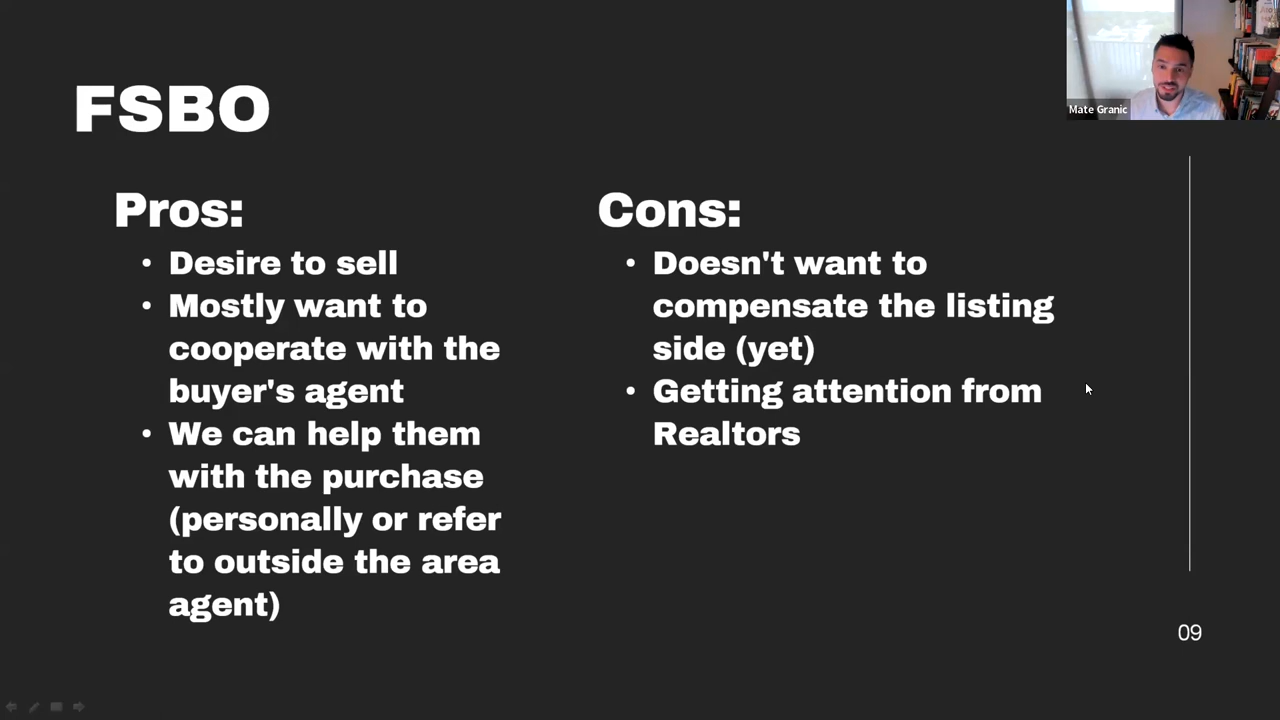 Mate Granic
FSBO
Pros:
• Desire to sell
• Mostly want to
cooperate with the
buyer's agent
• We can help them
with the purchase
(personally or refer
to outside the area
agent)
Cons:
• Doesn't want to
compensate the listing
side (yet)
• Getting attention from
Realtors
09